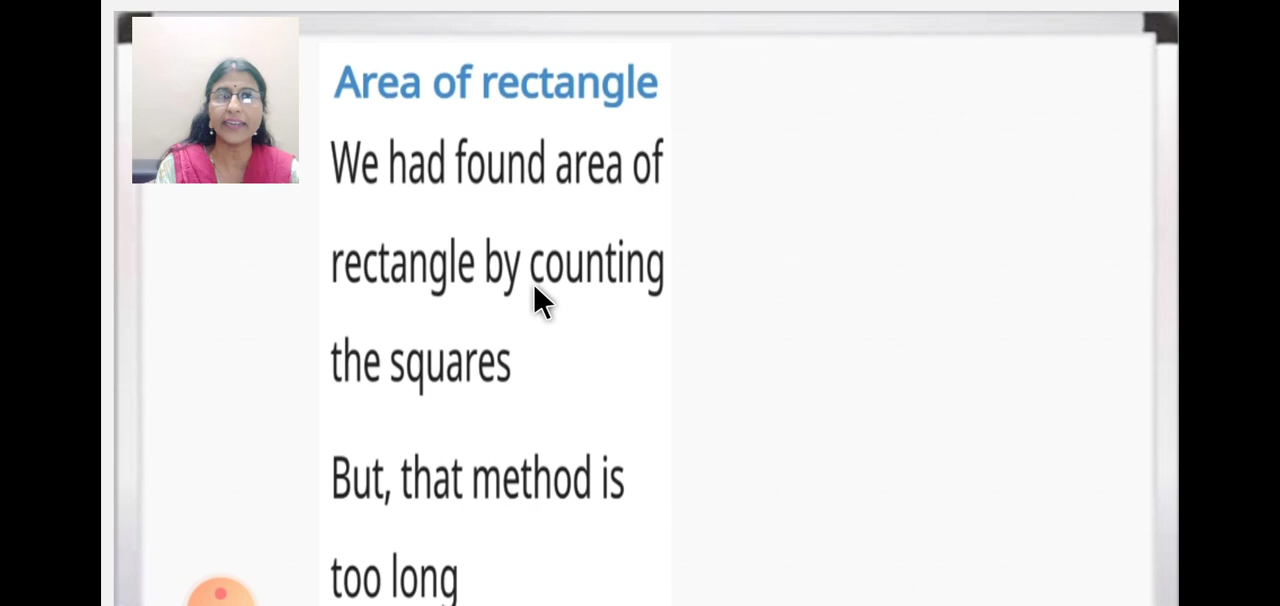 Area of rectangle
We had found area of
rectangle by counting
the squares
But, that method is
too long